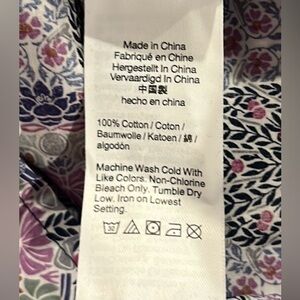 Made in China
Fabriqué en Chine
Hergestellt In China
Vervaardigd In China
中国製
hecho en china
100% Cotton / Coton /
Baumwolle / Katoen / 綿 /
algodón
Machine Wash Cold With
Like Colors. Non-Chlorine
Bleach Only. Tumble Dry
Low. Iron on Lowest
Setting.